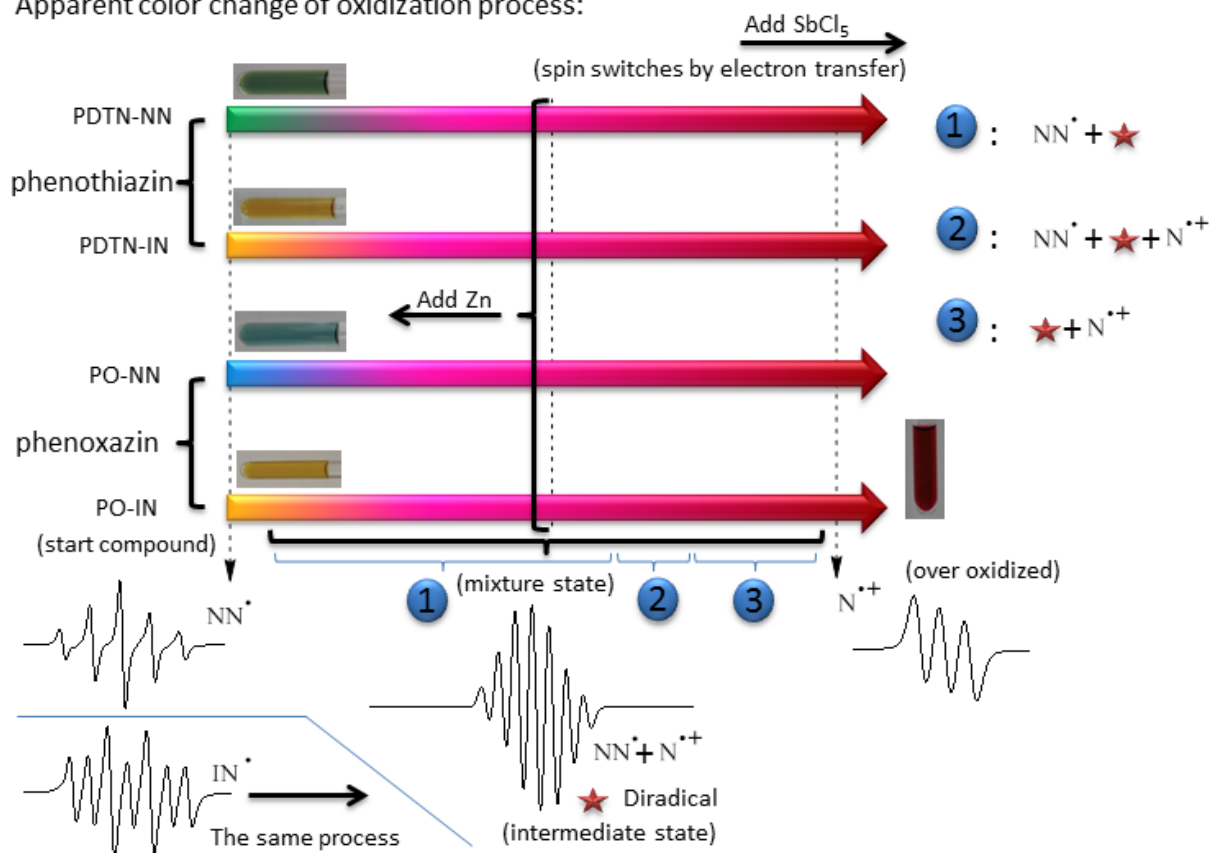 Apparent color change of oxidization process:
Add SbCl₅
(spin switches by electron transfer)
PDTN-NN
phenothiazin
PDTN-IN
Add Zn
PO-NN
phenoxazin
PO-IN
(start compound)
1 : NN• + ★
2 : NN• + ★ + N•+
3 : ★ + N•+
1
(mixture state)
2
3
N•+
(over oxidized)
NN•
NN• + N•+
★ Diradical
(intermediate state)
IN•
The same process